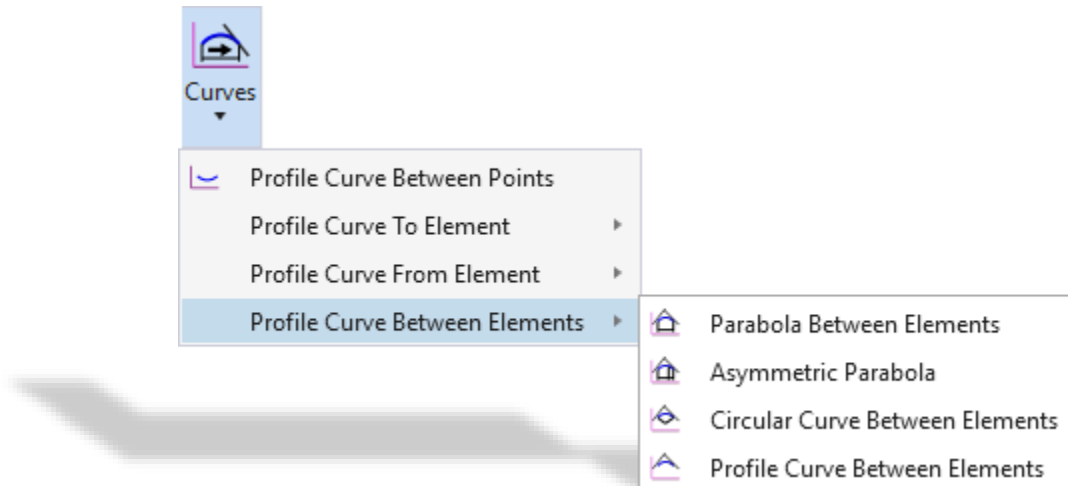 Curves
Profile Curve Between Points
Profile Curve To Element
Profile Curve From Element
Profile Curve Between Elements
Parabola Between Elements
Asymmetric Parabola
Circular Curve Between Elements
Profile Curve Between Elements